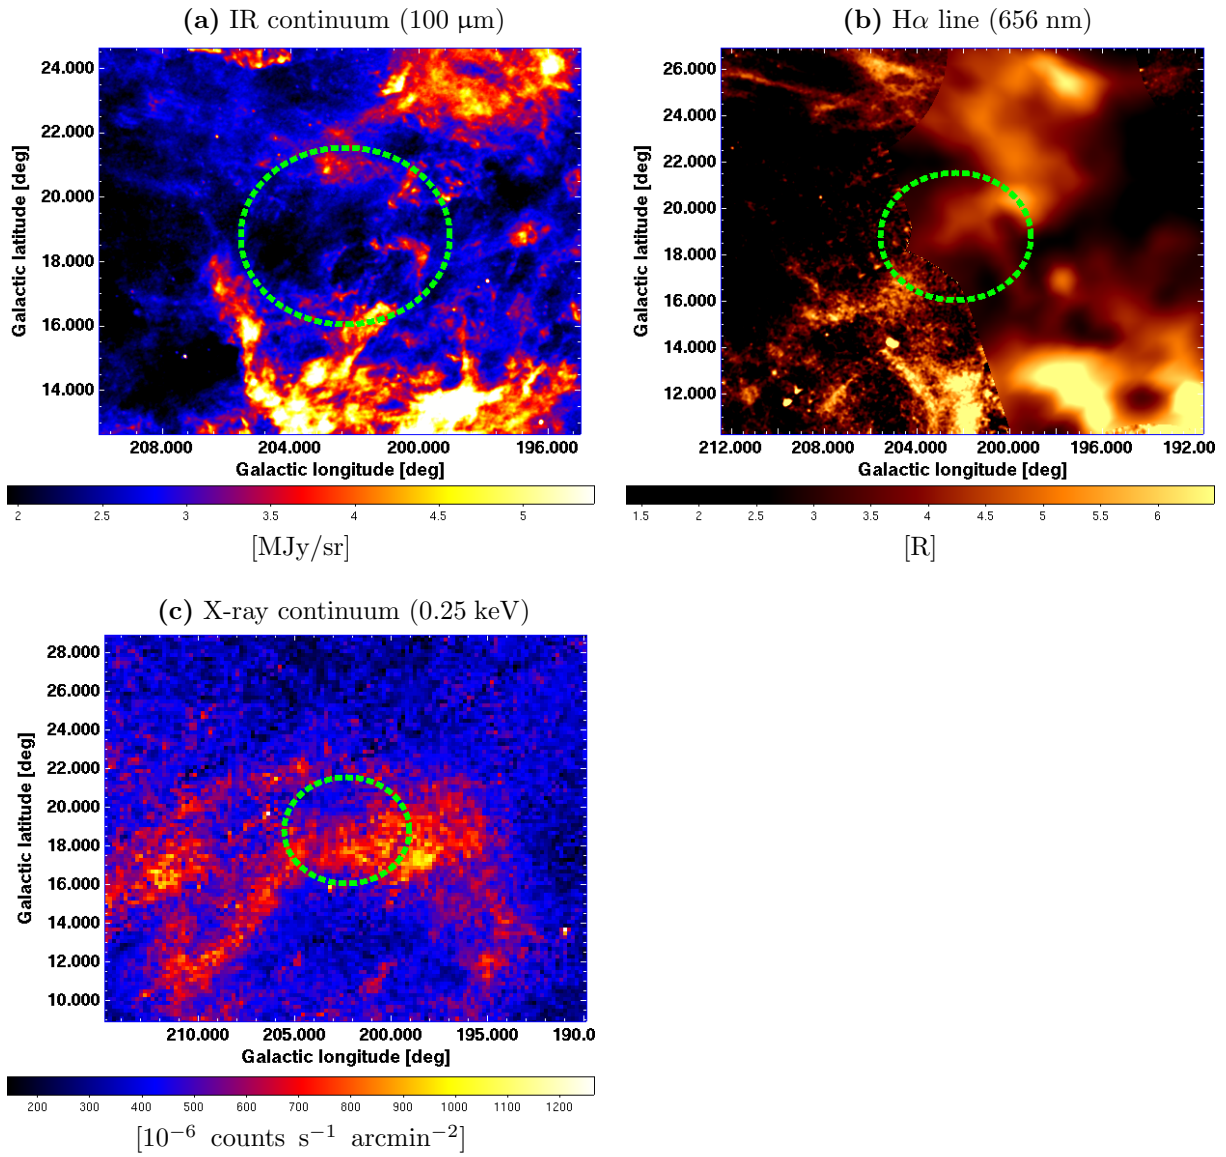 (a) IR continuum (100 μm)
24.000
22.000
20.000
18.000
16.000
14.000
Galactic latitude [deg]
208.000 204.000 200.000 196.000
Galactic longitude [deg]
2 2.5 3 3.5 4 4.5 5
[MJy/sr]
(b) Hα line (656 nm)
26.000
24.000
22.000
20.000
18.000
16.000
14.000
12.000
Galactic latitude [deg]
212.000 208.000 204.000 200.000 196.000 192.000
Galactic longitude [deg]
1.5 2 2.5 3 3.5 4 4.5 5 5.5 6
[R]
(c) X-ray continuum (0.25 keV)
28.000
26.000
24.000
22.000
20.000
18.000
16.000
14.000
12.000
10.000
Galactic latitude [deg]
210.000 205.000 200.000 195.000 190.0
Galactic longitude [deg]
200 300 400 500 600 700 800 900 1000 1100 1200
[10⁻⁶ counts s⁻¹ arcmin⁻²]